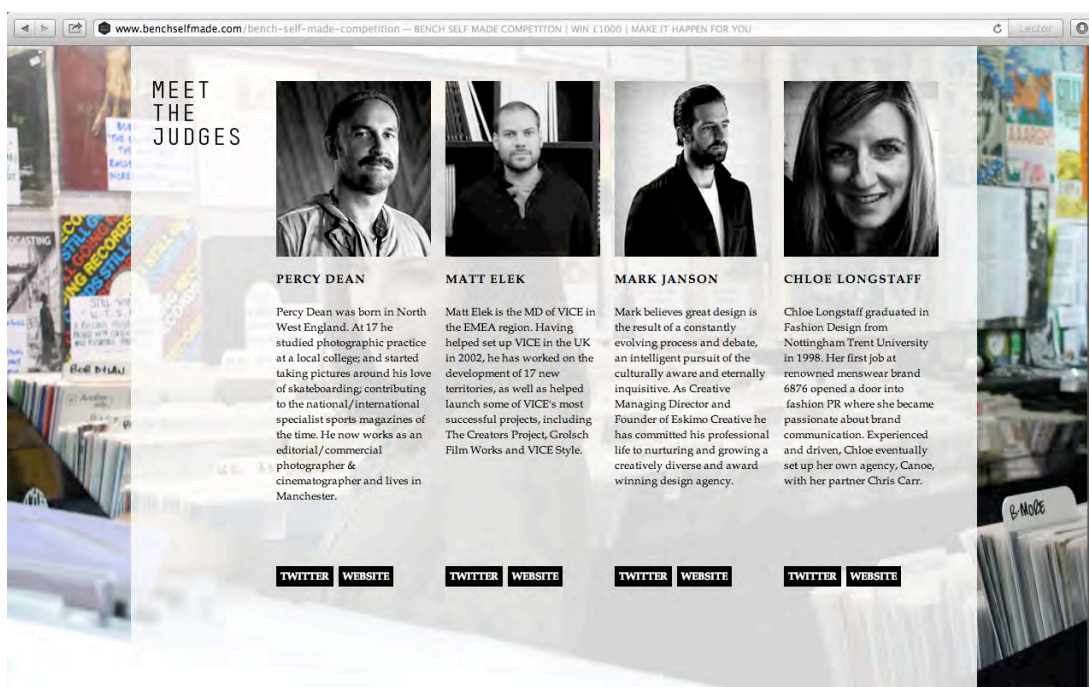 www.benchselfmade.com/bench-self-made-competition — BENCH SELF MADE COMPETITON | WIN £1000 | MAKE IT HAPPEN FOR YOU
Lector
MEET
THE
JUDGES
PERCY DEAN
Percy Dean was born in North
West England. At 17 he
studied photographic practice
at a local college; and started
taking pictures around his love
of skateboarding; contributing
to the national/international
specialist sports magazines of
the time. He now works as an
editorial/commercial
photographer &
cinematographer and lives in
Manchester.
TWITTER WEBSITE
MATT ELEK
Matt Elek is the MD of VICE in
the EMEA region. Having
helped set up VICE in the UK
in 2002, he has worked on the
development of 17 new
territories, as well as helped
launch some of VICE's most
successful projects, including
The Creators Project, Grolsch
Film Works and VICE Style.
TWITTER WEBSITE
MARK JANSON
Mark believes great design is
the result of a constantly
evolving process and debate,
an intelligent pursuit of the
culturally aware and eternally
inquisitive. As Creative
Managing Director and
Founder of Eskimo Creative he
has committed his professional
life to nurturing and growing a
creatively diverse and award
winning design agency.
TWITTER WEBSITE
CHLOE LONGSTAFF
Chloe Longstaff graduated in
Fashion Design from
Nottingham Trent University
in 1998. Her first job at
renowned menswear brand
6876 opened a door into
fashion PR where she became
passionate about brand
communication. Experienced
and driven, Chloe eventually
set up her own agency, Canoe,
with her partner Chris Carr.
TWITTER WEBSITE
BOB DYLAN
B-MORE